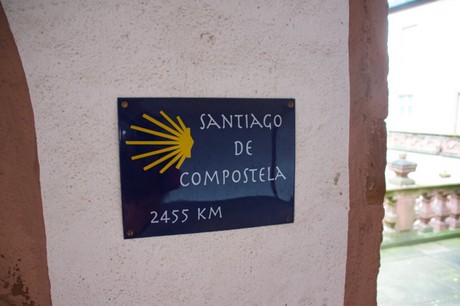 SANTIAGO
DE
COMPOSTELA
2455 KM